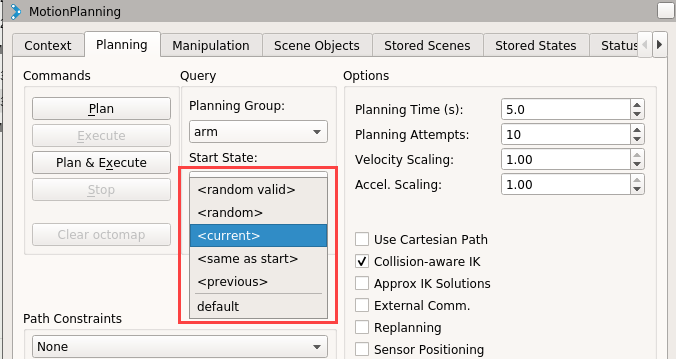 MotionPlanning
Context
Planning
Manipulation
Scene Objects
Stored Scenes
Stored States
Status
Commands
Plan
Execute
Plan & Execute
Stop
Clear octomap
Query
Planning Group:
arm
Start State:
<random valid>
<random>
<current>
<same as start>
<previous>
default
Options
Planning Time (s): 5.0
Planning Attempts: 10
Velocity Scaling: 1.00
Accel. Scaling: 1.00
Use Cartesian Path
Collision-aware IK
Approx IK Solutions
External Comm.
Replanning
Sensor Positioning
Path Constraints
None